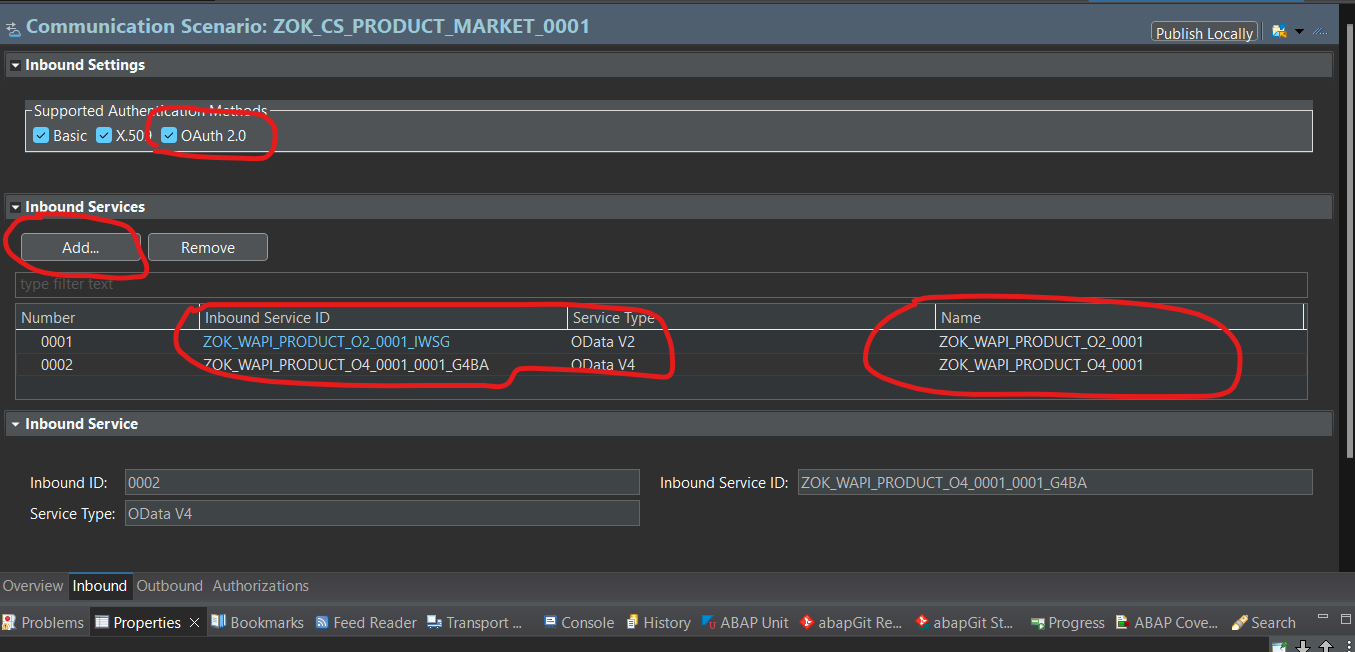 Communication Scenario: ZOK_CS_PRODUCT_MARKET_0001
Publish Locally
Inbound Settings
Supported Authentication Methods
Basic X.509 OAuth 2.0
Inbound Services
Add... Remove
type filter text
Number Inbound Service ID Service Type Name
0001 ZOK_WAPI_PRODUCT_O2_0001_IWSG OData V2 ZOK_WAPI_PRODUCT_O2_0001
0002 ZOK_WAPI_PRODUCT_O4_0001_0001_G4BA OData V4 ZOK_WAPI_PRODUCT_O4_0001
Inbound Service
Inbound ID: 0002 Inbound Service ID: ZOK_WAPI_PRODUCT_O4_0001_0001_G4BA
Service Type: OData V4
Overview Inbound Outbound Authorizations
Problems Properties Bookmarks Feed Reader Transport ... Console History ABAP Unit abapGit Re... abapGit St... Progress ABAP Cove... Search